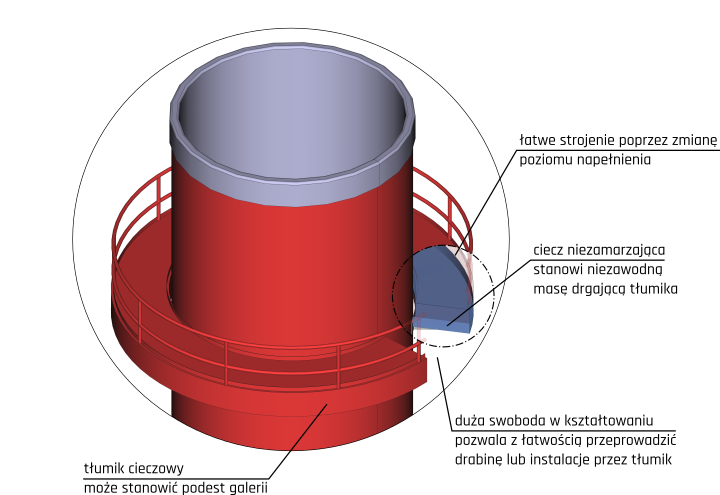 łatwe strojenie poprzez zmianę
poziomu napełnienia
ciecz niezamarzająca
stanowi niezawodną
masę drgającą tłumika
duża swoboda w kształtowaniu
pozwala z łatwością przeprowadzić
drabinę lub instalacje przez tłumik
tłumik cieczowy
może stanowić podest galerii